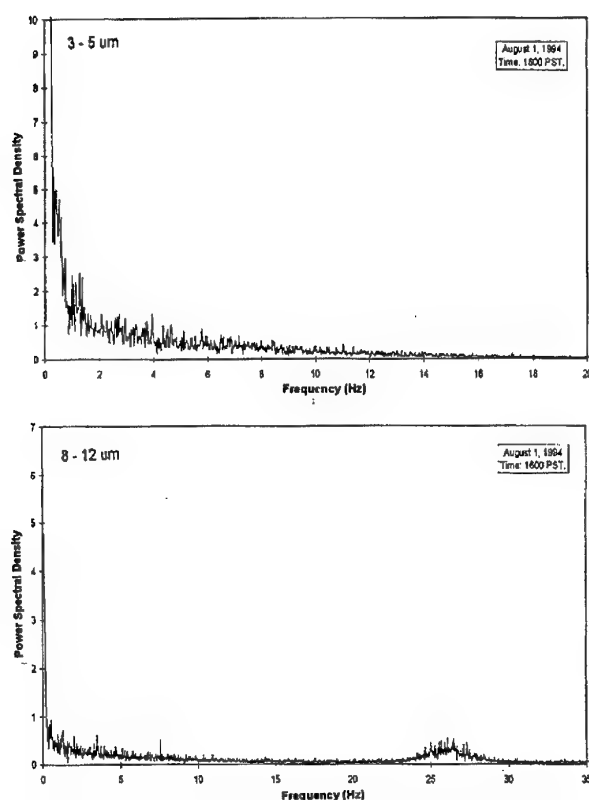 3 - 5 um
August 1, 1994
Time: 1600 PST.
Power Spectral Density
10
9
8
7
6
5
4
3
2
1
0
0 2 4 6 8 10 12 14 16 18 20
Frequency (Hz)
8 - 12 um
August 1, 1994
Time: 1600 PST.
Power Spectral Density
7
6
5
4
3
2
1
0
0 5 10 15 20 25 30 35
Frequency (Hz)